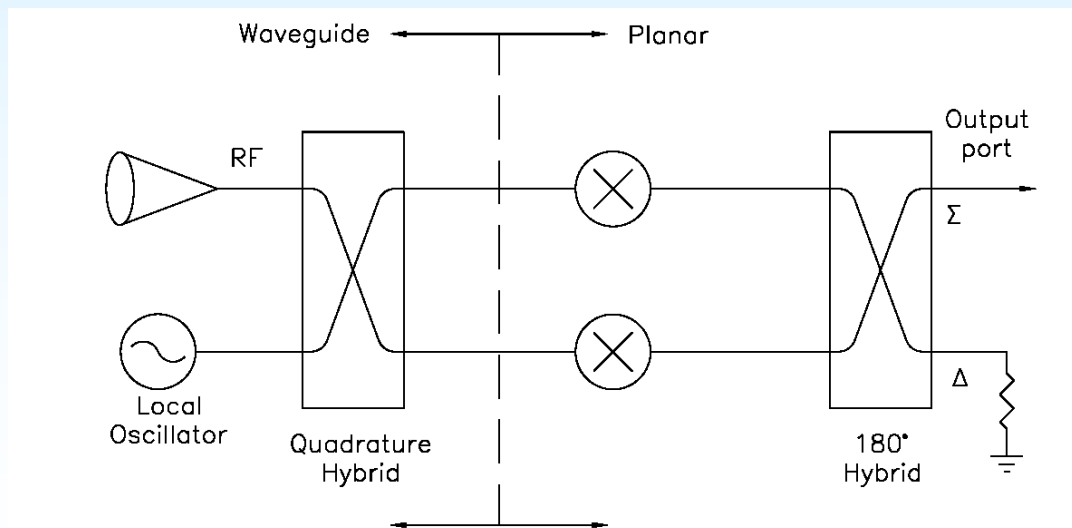 Waveguide
Planar
RF
Output
port
Σ
Local
Oscillator
Quadrature
Hybrid
Δ
180°
Hybrid